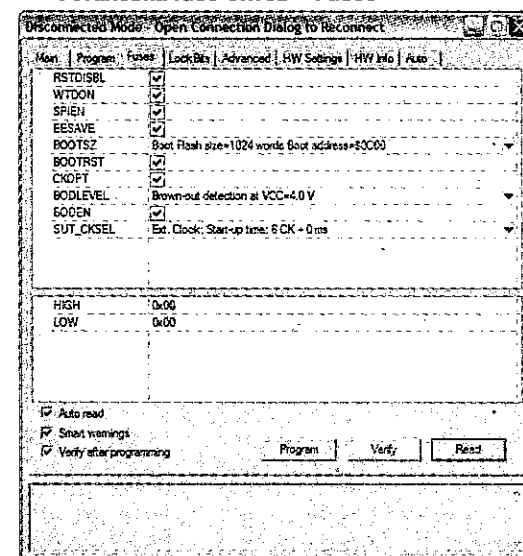 Disconnected Mode - Open Connection Dialog to Reconnect
Main Program Fuses LockBits Advanced HW Settings HW Info Auto
RSTDISBL
WTDON
SPIEN
EESAVE
BOOTSZ Boot Flash size=1024 words Boot address=$0C00
BOOTRST
CKOPT
BODLEVEL Brown-out detection at VCC=4.0 V
BODEN
SUT_CKSEL Ext. Clock; Start-up time: 6 CK + 0 ms
HIGH 0x00
LOW 0x00
Auto read
Smart warnings
Verify after programming
Program Verify Read